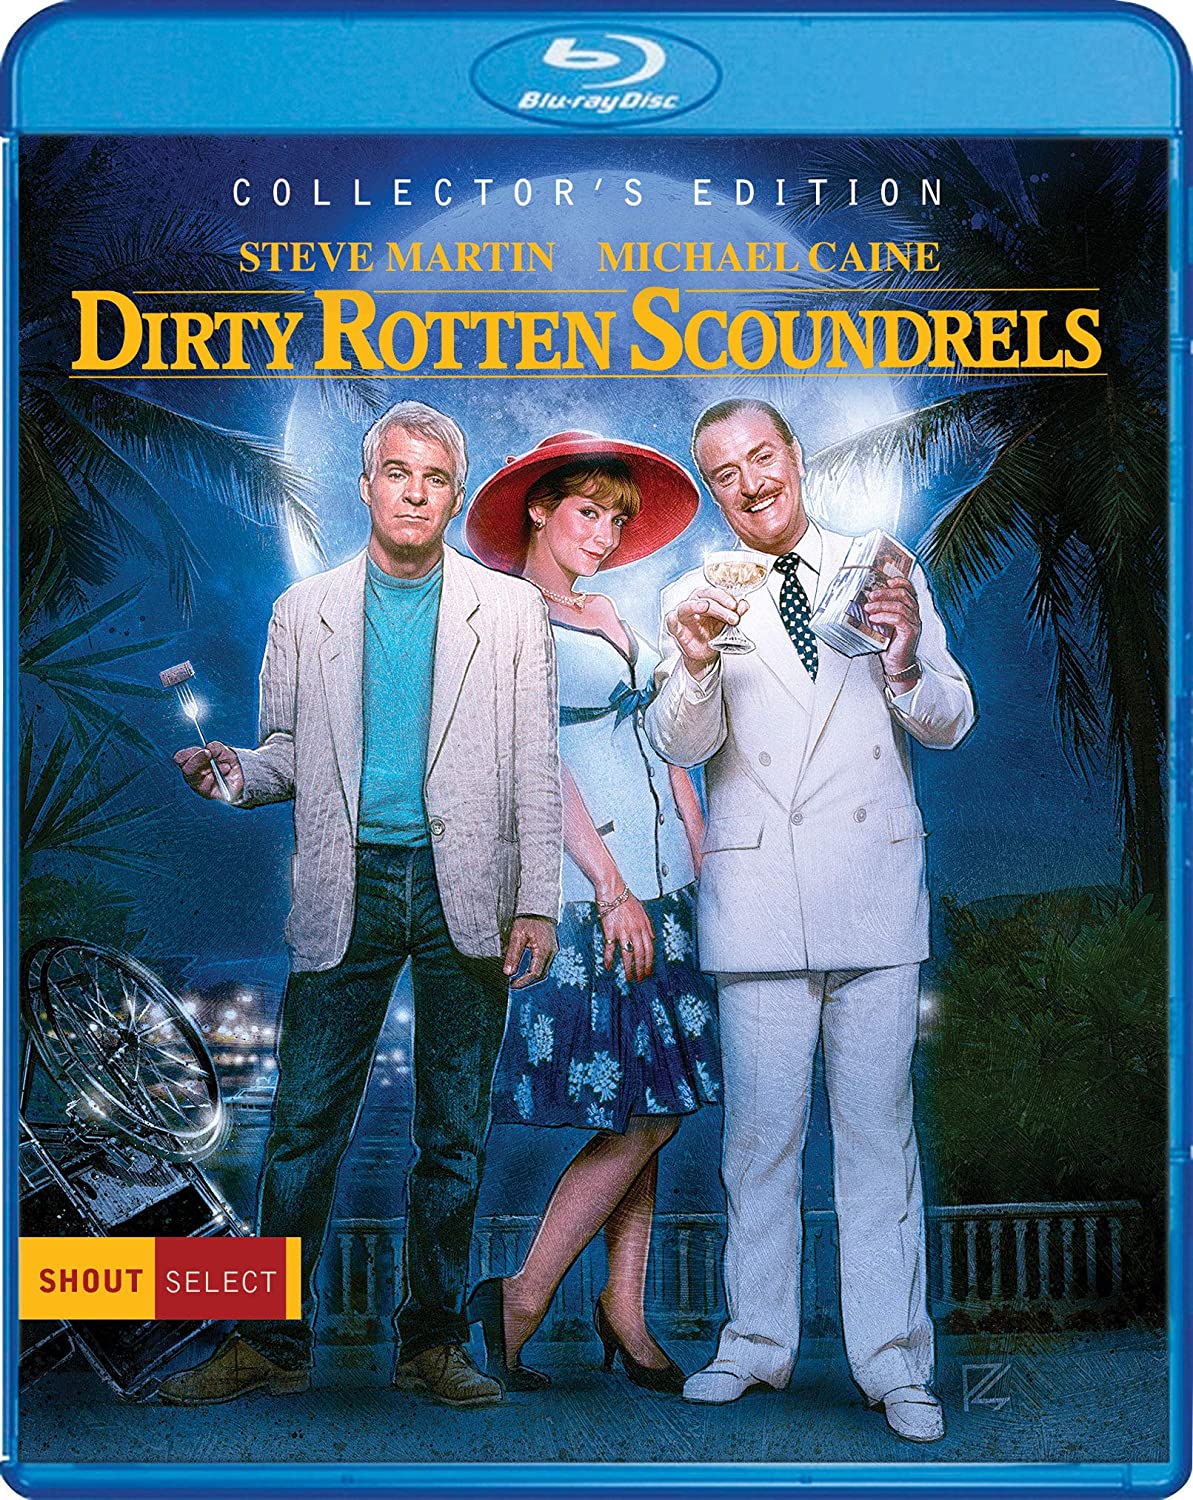 Blu-ray Disc
COLLECTOR'S EDITION
STEVE MARTIN MICHAEL CAINE
DIRTY ROTTEN SCOUNDRELS
SHOUT SELECT